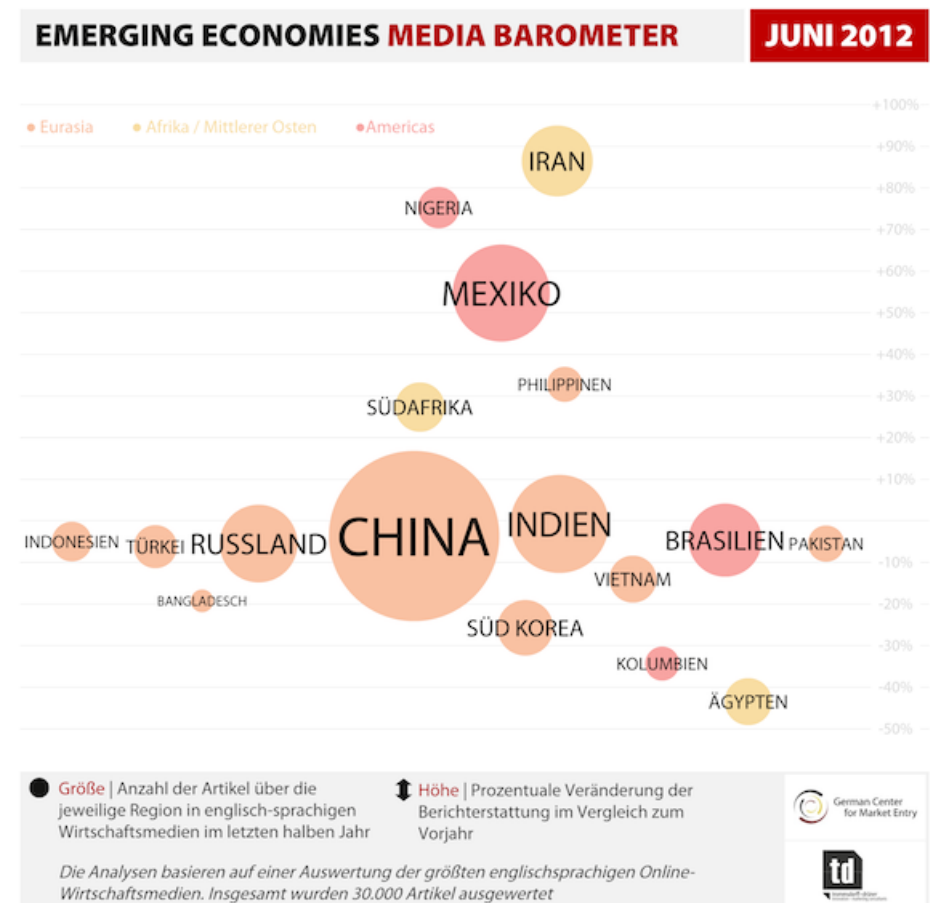 EMERGING ECONOMIES MEDIA BAROMETER
JUNI 2012
+100%
Eurasia
Afrika / Mittlerer Osten
Americas
+90%
IRAN
+80%
NIGERIA
+70%
+60%
MEXIKO
+50%
+40%
PHILIPPINEN
+30%
SÜDAFRIKA
+20%
+10%
INDONESIEN
TÜRKEI
RUSSLAND
CHINA
INDIEN
BRASILIEN
PAKISTAN
-10%
VIETNAM
BANGLADESCH
-20%
SÜD KOREA
-30%
KOLUMBIEN
-40%
ÄGYPTEN
-50%
Größe | Anzahl der Artikel über die
jeweilige Region in englisch-sprachigen
Wirtschaftsmedien im letzten halben Jahr
Höhe | Prozentuale Veränderung der
Berichterstattung im Vergleich zum
Vorjahr
German Center
for Market Entry
Die Analysen basieren auf einer Auswertung der größten englischsprachigen Online-
Wirtschaftsmedien. Insgesamt wurden 30.000 Artikel ausgewertet
td